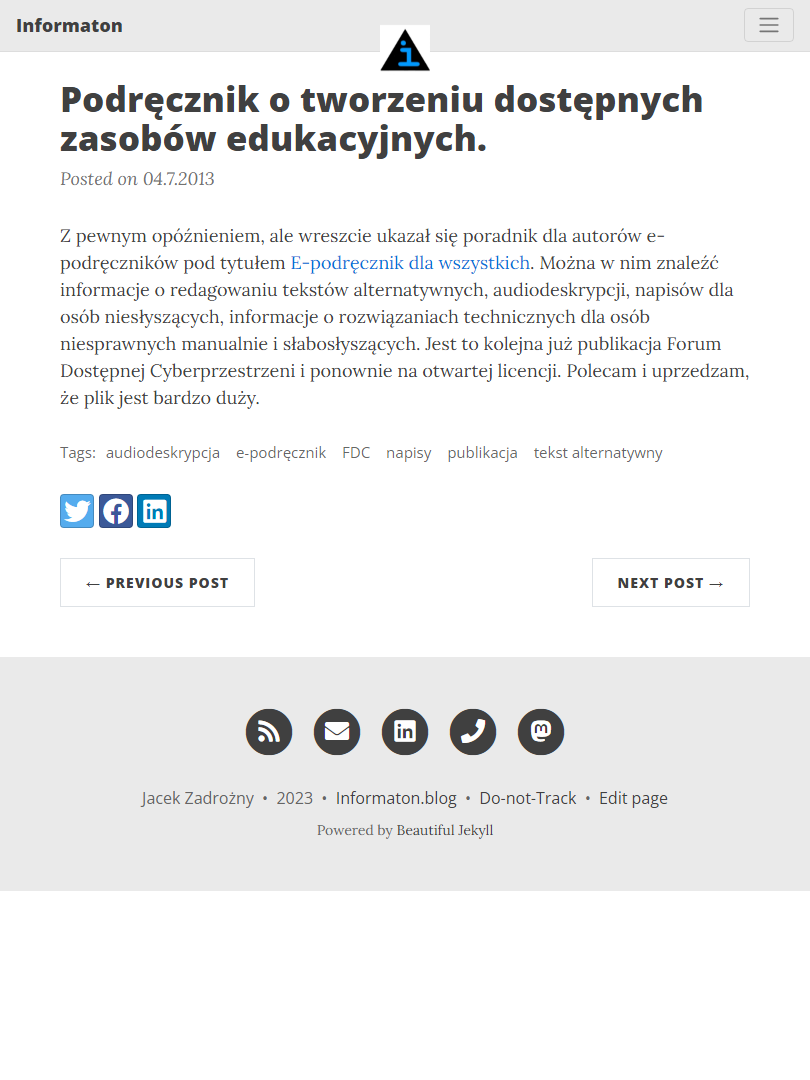 Informaton
Podręcznik o tworzeniu dostępnych
zasobów edukacyjnych.
Posted on 04.7.2013
Z pewnym opóźnieniem, ale wreszcie ukazał się poradnik dla autorów e-
podręczników pod tytułem E-podręcznik dla wszystkich. Można w nim znaleźć
informacje o redagowaniu tekstów alternatywnych, audiodeskrypcji, napisów dla
osób niesłyszących, informacje o rozwiązaniach technicznych dla osób
niesprawnych manualnie i słabosłyszących. Jest to kolejna już publikacja Forum
Dostępnej Cyberprzestrzeni i ponownie na otwartej licencji. Polecam i uprzedzam,
że plik jest bardzo duży.
Tags: audiodeskrypcja e-podręcznik FDC napisy publikacja tekst alternatywny
← PREVIOUS POST
NEXT POST →
Jacek Zadrożny • 2023 • Informaton.blog • Do-not-Track • Edit page
Powered by Beautiful Jekyll